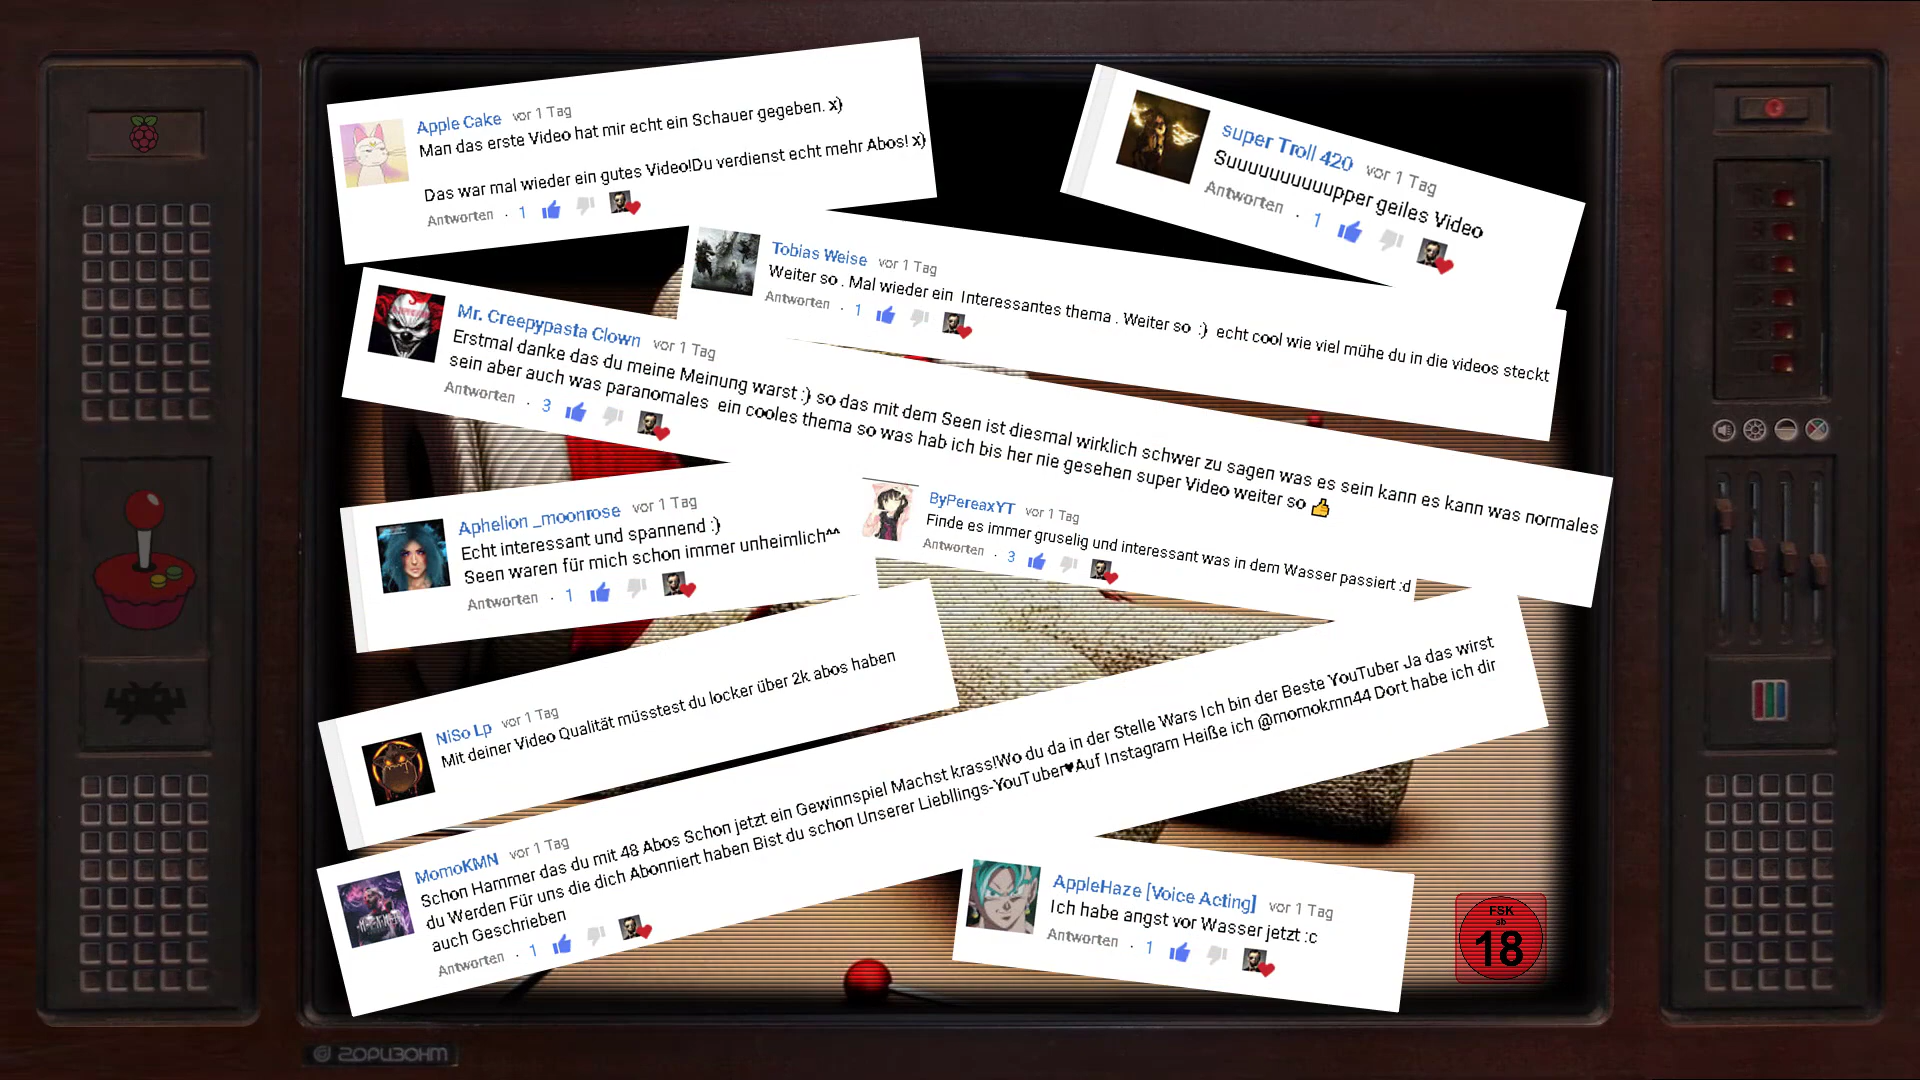 Apple Cake vor 1 Tag
Man das erste Video hat mir echt ein Schauer gegeben. x)
Das war mal wieder ein gutes Video!Du verdienst echt mehr Abos! x)
Antworten · 1
super Troll 420 vor 1 Tag
Suuuuuuuuuupper geiles Video
Antworten · 1
Tobias Weise vor 1 Tag
Weiter so . Mal wieder ein Interessantes thema . Weiter so :) echt cool wie viel mühe du in die videos steckt
Antworten · 1
Mr. Creepypasta Clown vor 1 Tag
Erstmal danke das du meine Meinung warst :) so das mit dem Seen ist diesmal wirklich schwer zu sagen was es sein kann es kann was normales
sein aber auch was paranomales ein cooles thema so was hab ich bis her nie gesehen super Video weiter so 👍
Antworten · 3
Aphelion _moonrose vor 1 Tag
Echt interessant und spannend :)
Seen waren für mich schon immer unheimlich^^
Antworten · 1
ByPereaxYT vor 1 Tag
Finde es immer gruselig und interessant was in dem Wasser passiert :d
Antworten · 3
NiSo Lp vor 1 Tag
Mit deiner Video Qualität müsstest du locker über 2k abos haben
MomoKMN vor 1 Tag
Schon Hammer das du mit 48 Abos Schon jetzt ein Gewinnspiel Machst krass!Wo du da in der Stelle Wars Ich bin der Beste YouTuber Ja das wirst
du Werden Für uns die dich Abonniert haben Bist du schon Unserer Liebllings-YouTuber♥Auf Instagram Heiße ich @momokmn44 Dort habe ich dir
auch Geschrieben
Antworten · 1
AppleHaze [Voice Acting] vor 1 Tag
Ich habe angst vor Wasser jetzt :c
Antworten · 1
FSK
ab
18